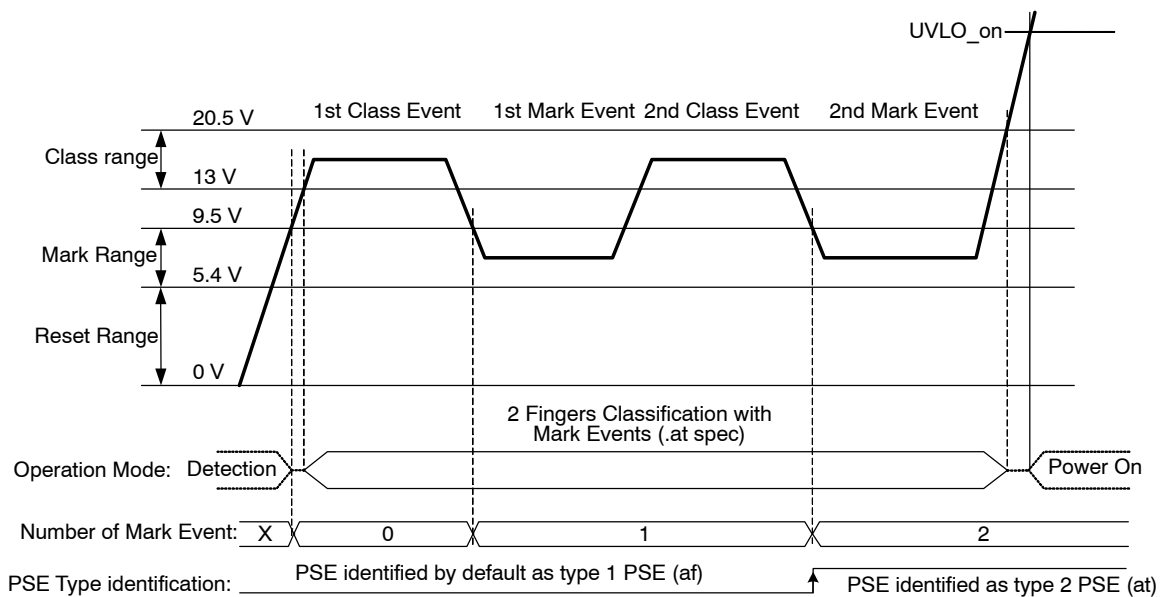 UVLO_on
1st Class Event 1st Mark Event 2nd Class Event 2nd Mark Event
20.5 V
Class range
13 V
9.5 V
Mark Range
5.4 V
Reset Range
0 V
2 Fingers Classification with
Mark Events (.at spec)
Operation Mode: Detection Power On
Number of Mark Event: X 0 1 2
PSE Type identification: PSE identified by default as type 1 PSE (af) PSE identified as type 2 PSE (at)